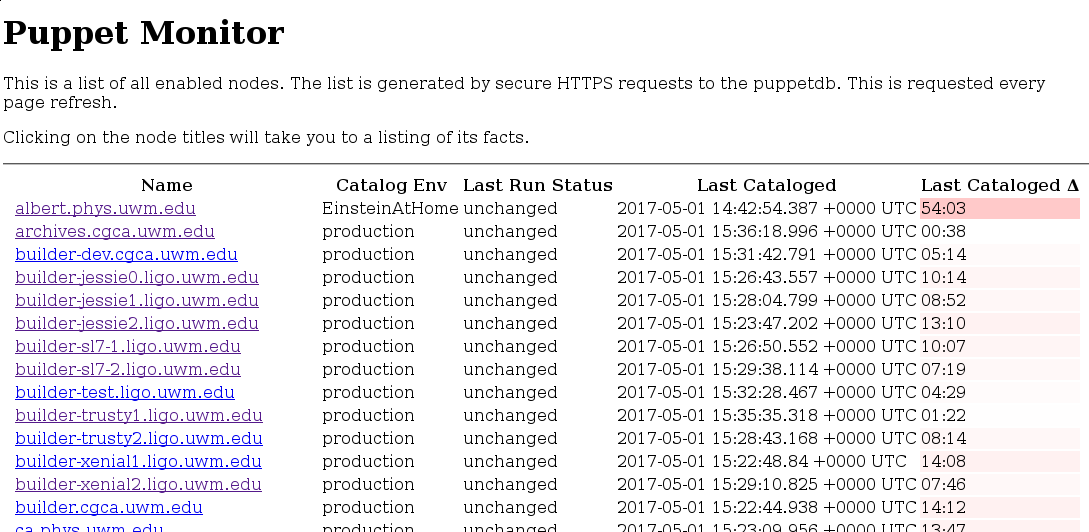 Puppet Monitor
This is a list of all enabled nodes. The list is generated by secure HTTPS requests to the puppetdb. This is requested every
page refresh.
Clicking on the node titles will take you to a listing of its facts.
Name Catalog Env Last Run Status Last Cataloged Last Cataloged Δ
albert.phys.uwm.edu EinsteinAtHome unchanged 2017-05-01 14:42:54.387 +0000 UTC 54:03
archives.cgca.uwm.edu production unchanged 2017-05-01 15:36:18.996 +0000 UTC 00:38
builder-dev.cgca.uwm.edu production unchanged 2017-05-01 15:31:42.791 +0000 UTC 05:14
builder-jessie0.ligo.uwm.edu production unchanged 2017-05-01 15:26:43.557 +0000 UTC 10:14
builder-jessie1.ligo.uwm.edu production unchanged 2017-05-01 15:28:04.799 +0000 UTC 08:52
builder-jessie2.ligo.uwm.edu production unchanged 2017-05-01 15:23:47.202 +0000 UTC 13:10
builder-sl7-1.ligo.uwm.edu production unchanged 2017-05-01 15:26:50.552 +0000 UTC 10:07
builder-sl7-2.ligo.uwm.edu production unchanged 2017-05-01 15:29:38.114 +0000 UTC 07:19
builder-test.ligo.uwm.edu production unchanged 2017-05-01 15:32:28.467 +0000 UTC 04:29
builder-trusty1.ligo.uwm.edu production unchanged 2017-05-01 15:35:35.318 +0000 UTC 01:22
builder-trusty2.ligo.uwm.edu production unchanged 2017-05-01 15:28:43.168 +0000 UTC 08:14
builder-xenial1.ligo.uwm.edu production unchanged 2017-05-01 15:22:48.84 +0000 UTC 14:08
builder-xenial2.ligo.uwm.edu production unchanged 2017-05-01 15:29:10.825 +0000 UTC 07:46
builder.cgca.uwm.edu production unchanged 2017-05-01 15:22:44.938 +0000 UTC 14:12
ca.phys.uwm.edu production unchanged 2017-05-01 15:23:09.956 +0000 UTC 13:47